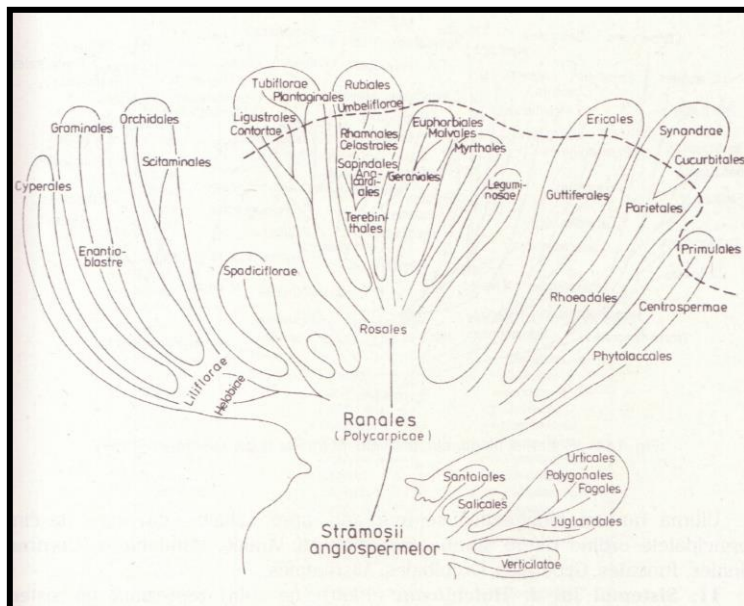 Tubiflorae
Plantaginales
Ligustrales
Contortae
Rubiales
Umbeliflorae
Rhamnales
Celastrales
Sapindales
Ana-
cardi-
ales
Terebin-
thales
Euphorbiales
Malvales
Myrthales
Geraniales
Legumi-
nosae
Ericales
Guttiferales
Synandrae
Cucurbitales
Parietales
Primulales
Rhoeadales
Centrospermae
Phytolaccales
Orchidales
Graminales
Scitaminales
Cyperales
Enantio-
blastre
Spadiciflorae
Rosales
Liliflorae
Helobiae
Ranales
(Polycarpicae)
Santalales
Salicales
Urticales
Polygonales
Fagales
Juglandales
Verticilatae
Strămoșii
angiospermelor